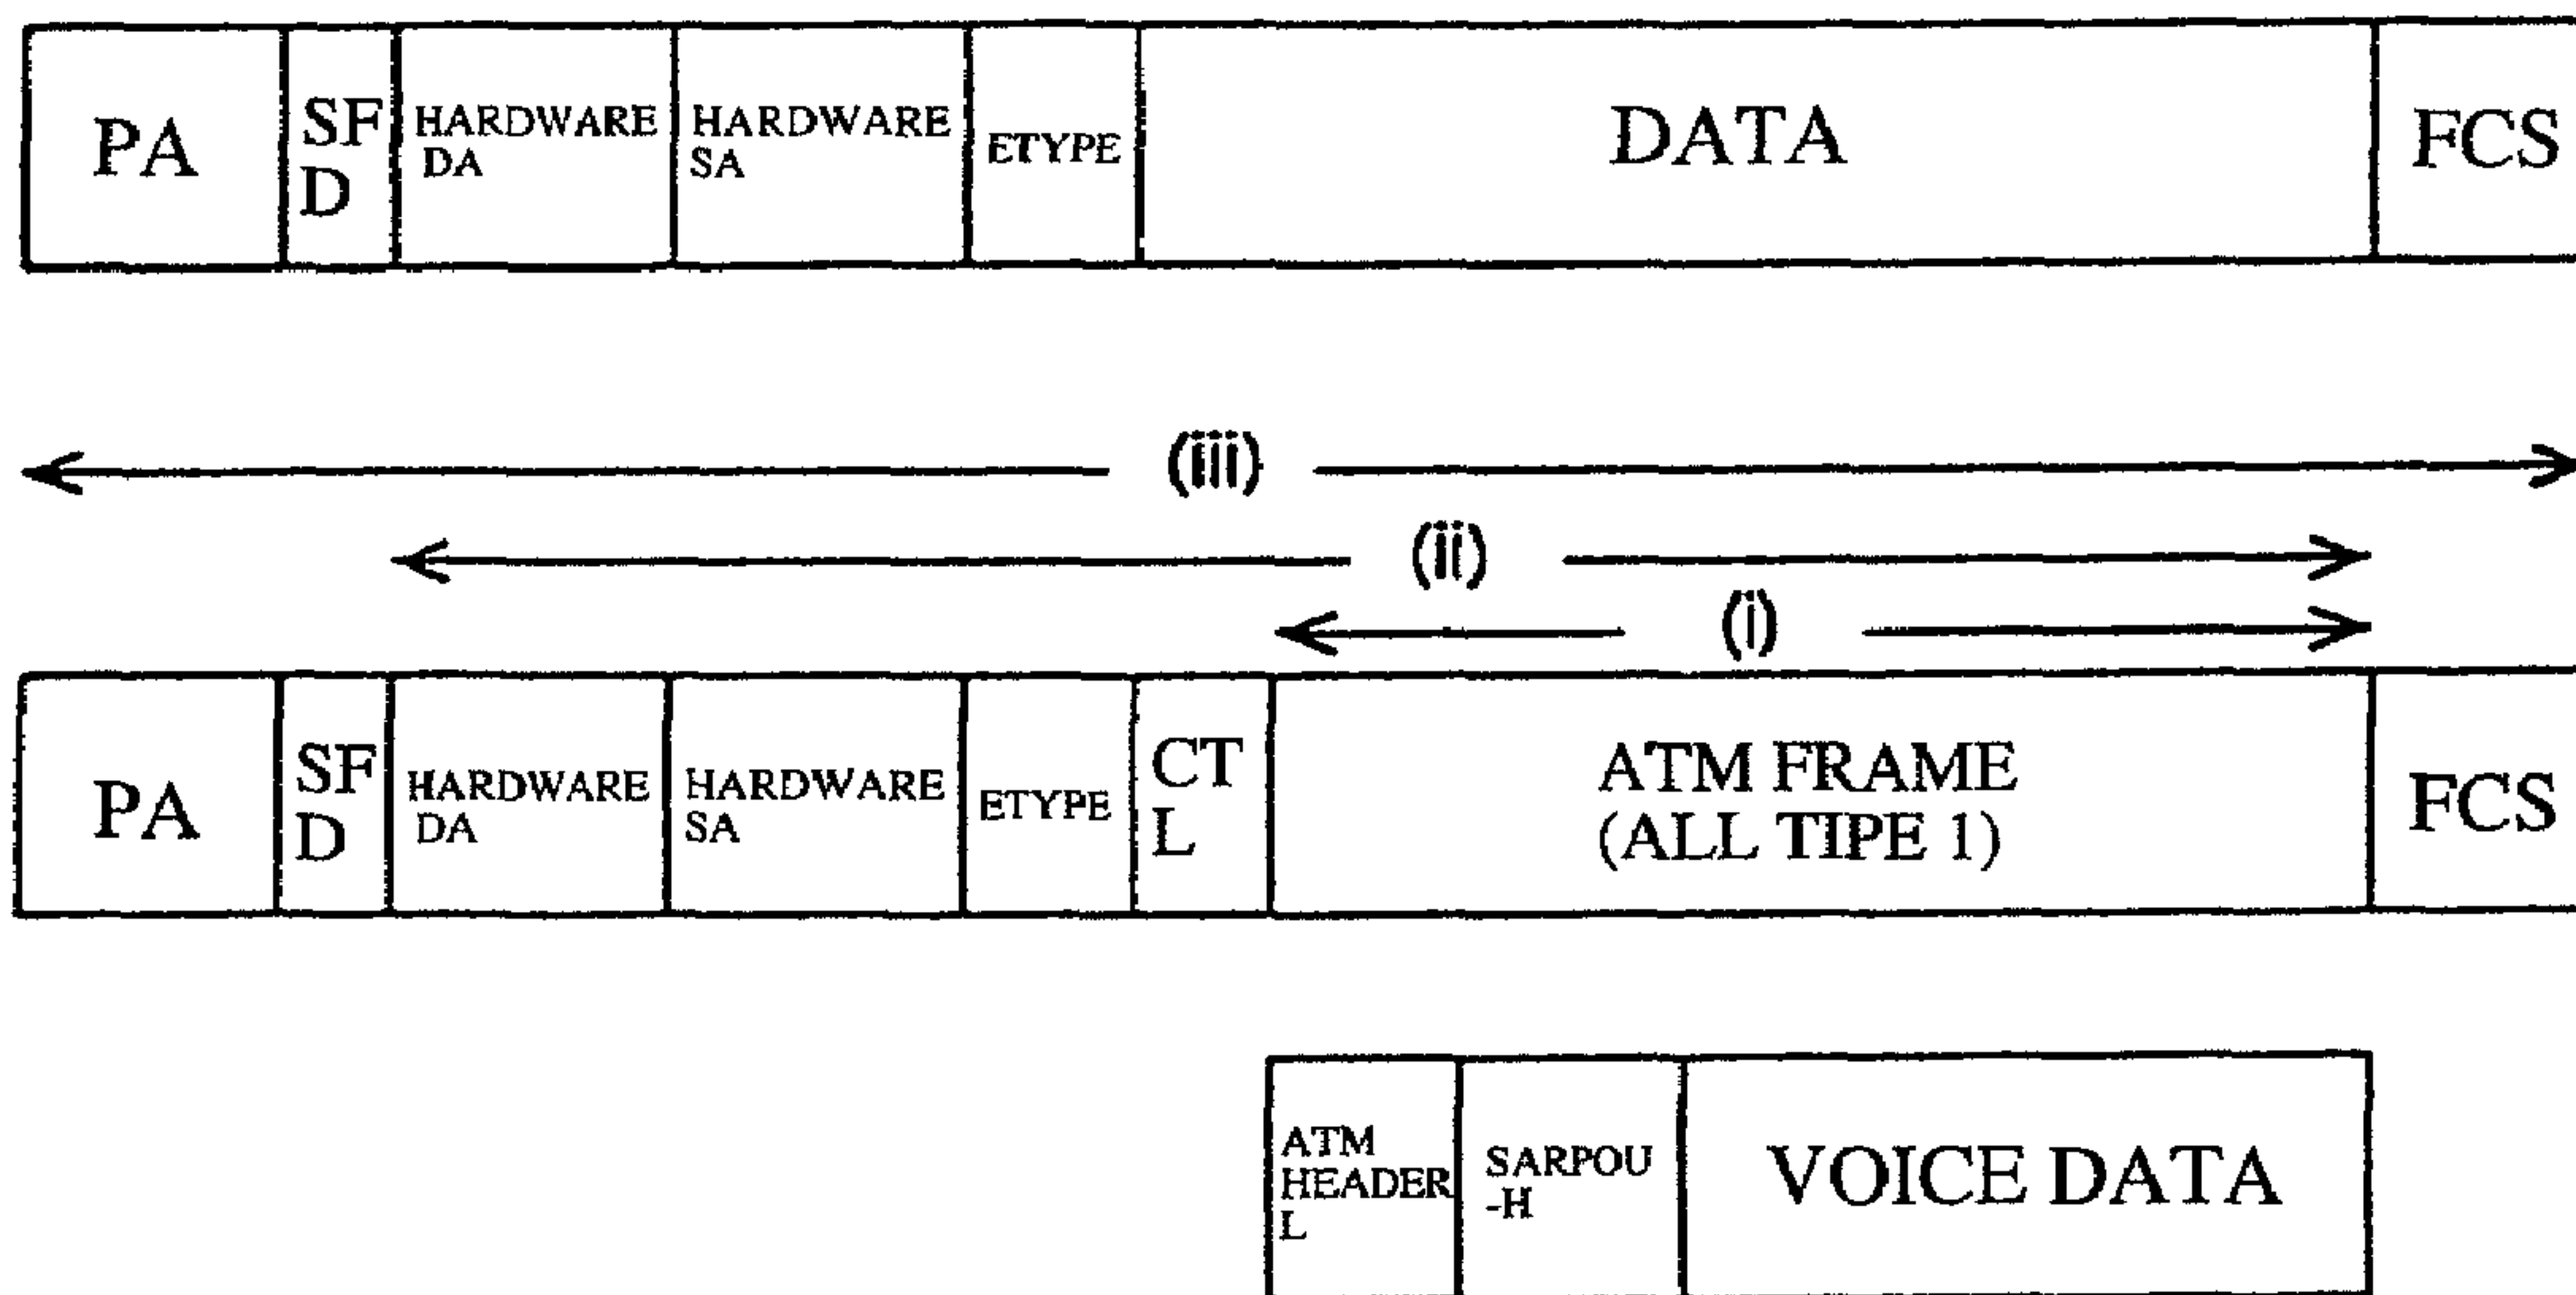 PA
SF
D
HARDWARE
DA
HARDWARE
SA
ETYPE
DATA
FCS
(iii)
(ii)
(i)
PA
SF
D
HARDWARE
DA
HARDWARE
SA
ETYPE
CT
L
ATM FRAME
(ALL TIPE 1)
FCS
ATM
HEADER
L
SARPOU
-H
VOICE DATA